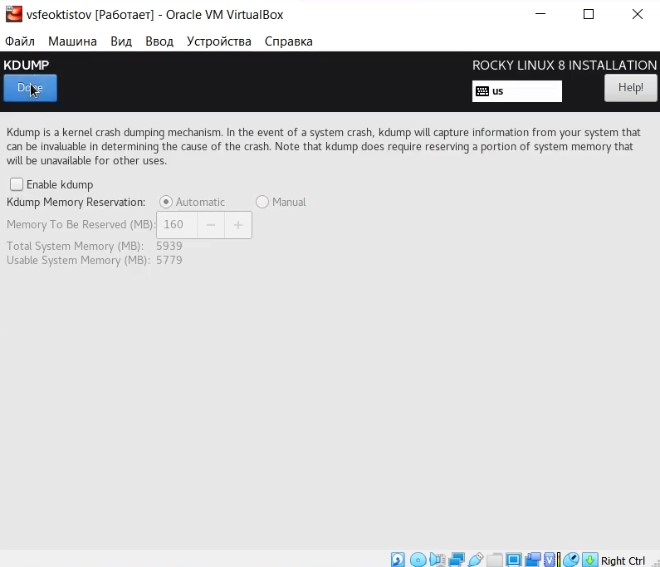 vsfeoktistov [Работает] - Oracle VM VirtualBox
Файл Машина Вид Ввод Устройства Справка
KDUMP
ROCKY LINUX 8 INSTALLATION
Done
us
Help!
Kdump is a kernel crash dumping mechanism. In the event of a system crash, kdump will capture information from your system that
can be invaluable in determining the cause of the crash. Note that kdump does require reserving a portion of system memory that
will be unavailable for other uses.
Enable kdump
Kdump Memory Reservation: Automatic Manual
Memory To Be Reserved (MB): 160 − +
Total System Memory (MB): 5939
Usable System Memory (MB): 5779
Right Ctrl